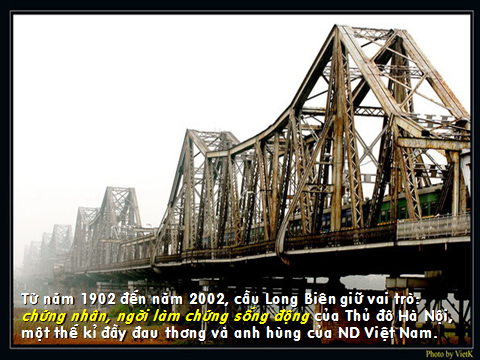 Từ năm 1902 đến năm 2002, cầu Long Biên giữ vai trò:
chứng nhân, ngời làm chứng sống động của Thủ đô Hà Nội,
một thế kỉ đầy đau thơng và anh hùng của ND Việt Nam.
Photo by VietK